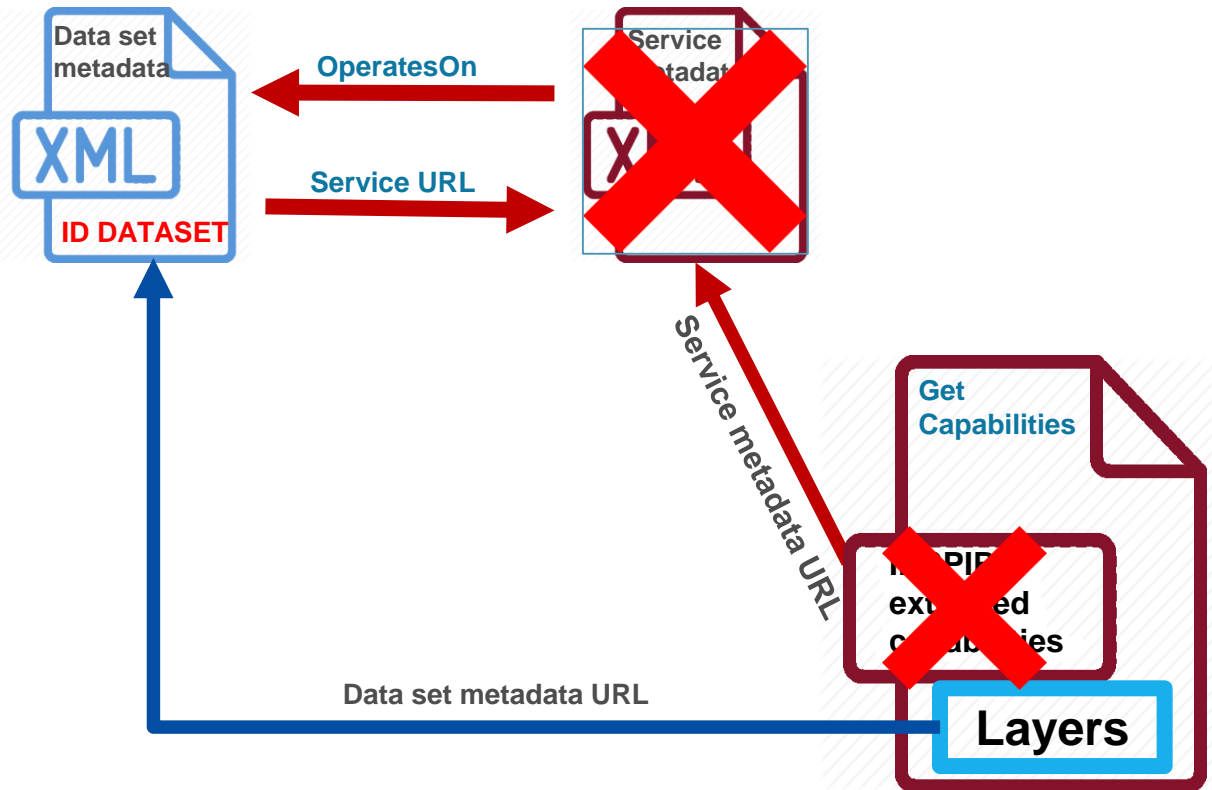 Data set
metadata
XML
ID DATASET
OperatesOn
Service URL
Service
X
Service metadata URL
Get
Capabilities
Layers
Data set metadata URL